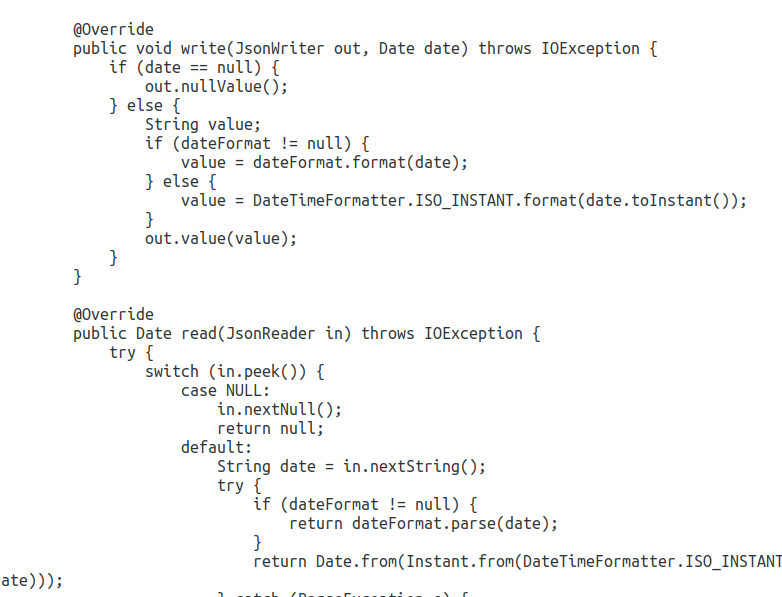 @Override
public void write(JsonWriter out, Date date) throws IOException {
if (date == null) {
out.nullValue();
} else {
String value;
if (dateFormat != null) {
value = dateFormat.format(date);
} else {
value = DateTimeFormatter.ISO_INSTANT.format(date.toInstant());
}
out.value(value);
}
}
@Override
public Date read(JsonReader in) throws IOException {
try {
switch (in.peek()) {
case NULL:
in.nextNull();
return null;
default:
String date = in.nextString();
try {
if (dateFormat != null) {
return dateFormat.parse(date);
}
return Date.from(Instant.from(DateTimeFormatter.ISO_INSTANT
ate)));
} catch (ParseException e) {